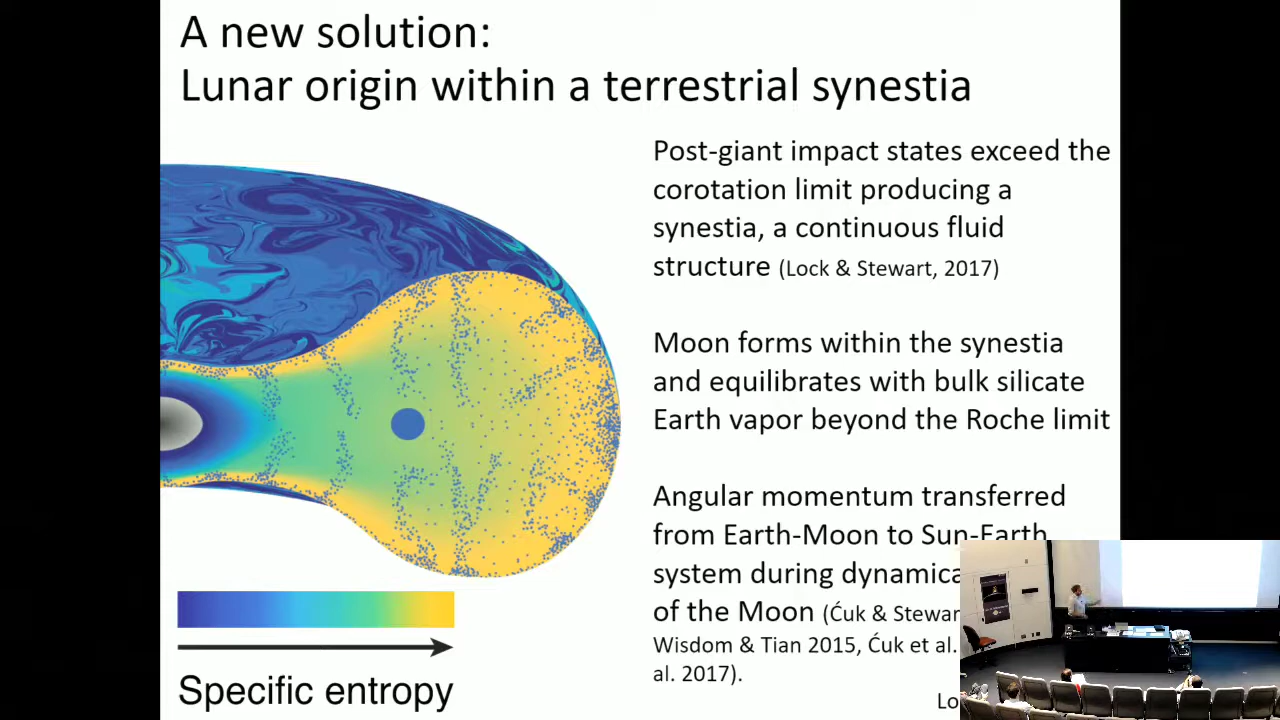 A new solution:
Lunar origin within a terrestrial synestia
Post-giant impact states exceed the
corotation limit producing a
synestia, a continuous fluid
structure (Lock & Stewart, 2017)
Moon forms within the synestia
and equilibrates with bulk silicate
Earth vapor beyond the Roche limit
Angular momentum transferred
from Earth-Moon to Sun-Earth
system during
of the Moon (Ćuk &
Wisdom & Tian 2015, Ćuk et al.
al. 2017).
Specific entropy